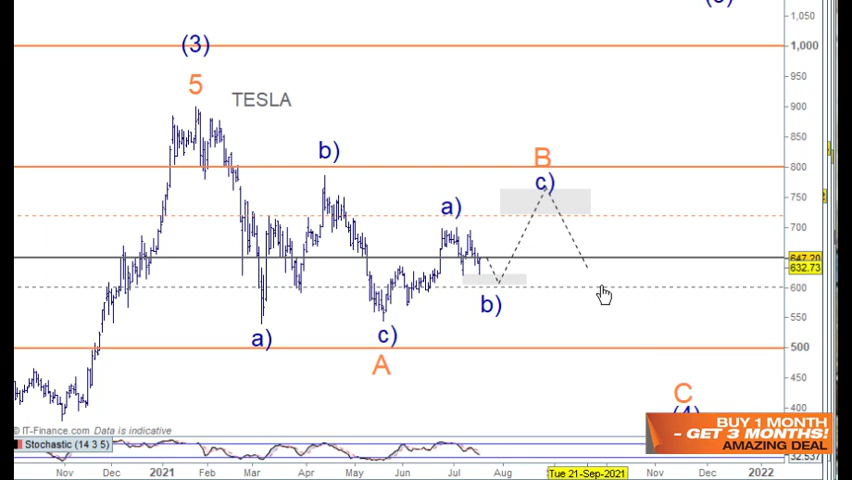 (3)
5
TESLA
b)
B
c)
a)
b)
a)
c)
A
C
(4)
1,050
1,000
950
900
850
800
750
700
647.20
632.73
600
550
500
450
400
BUY 1 MONTH
- GET 3 MONTHS!
AMAZING DEAL
© IT-Finance.com Data is indicative
Stochastic (14 3 5)
32.537
Nov Dec 2021 Feb Mar Apr May Jun Jul Aug Tue 21-Sep-2021 Nov 2022